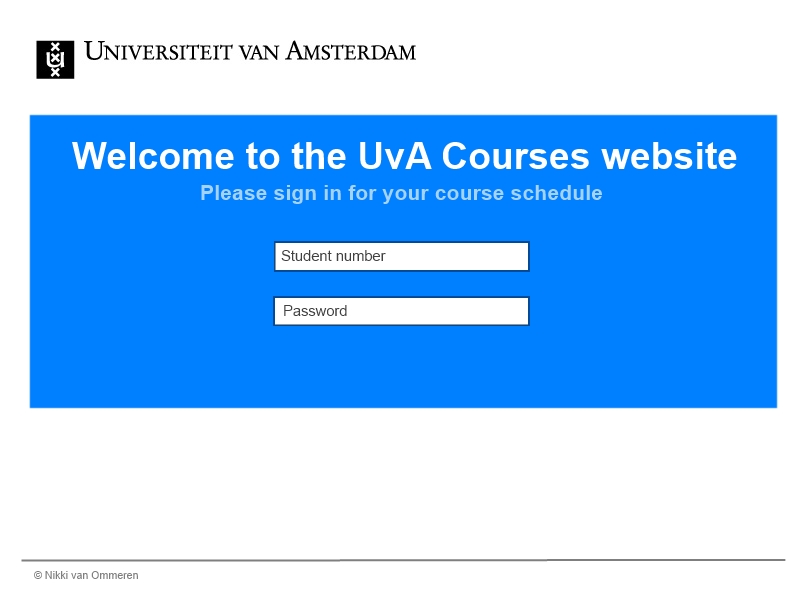 UNIVERSITEIT VAN AMSTERDAM
Welcome to the UvA Courses website
Please sign in for your course schedule
Student number
Password
© Nikki van Ommeren